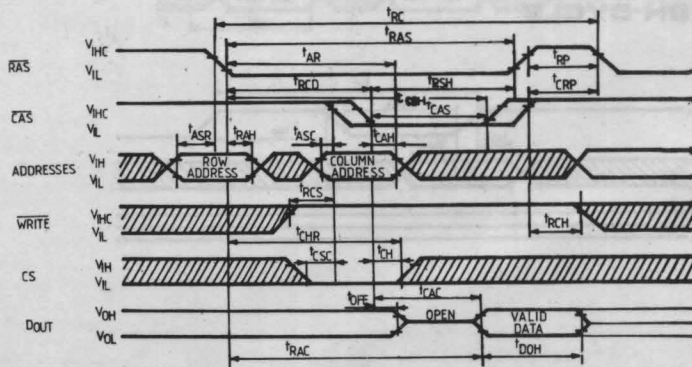 tRC
tRAS
tAR
VIHC
RAS
VIL
tRP
tRCD
tRSH
tCRP
VIHC
CAS
VIL
tCAS
tASR
tRAH
tASC
tCAH
ADDRESSES
VIH
VIL
ROW ADDRESS
COLUMN ADDRESS
tRCS
VIHC
WRITE
VIL
tRCH
tCHR
VIH
CS
VIL
tCSC
tCH
tOFF
tCAC
VOH
DOUT
VOL
OPEN
VALID DATA
tRAC
tDOH